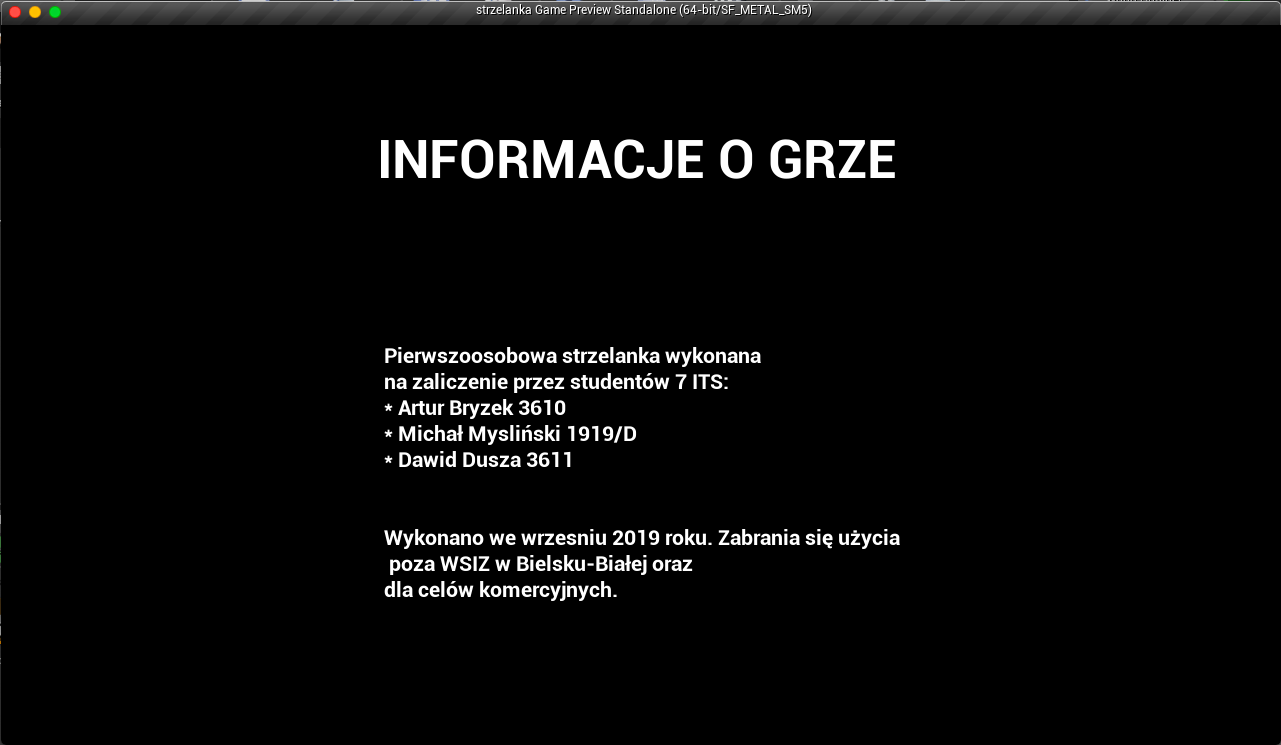 strzelanka Game Preview Standalone (64-bit/SF_METAL_SM5)
INFORMACJE O GRZE
Pierwszoosobowa strzelanka wykonana
na zaliczenie przez studentów 7 ITS:
* Artur Bryzek 3610
* Michał Mysliński 1919/D
* Dawid Dusza 3611
Wykonano we wrzesniu 2019 roku. Zabrania się użycia
poza WSIZ w Bielsku-Białej oraz
dla celów komercyjnych.